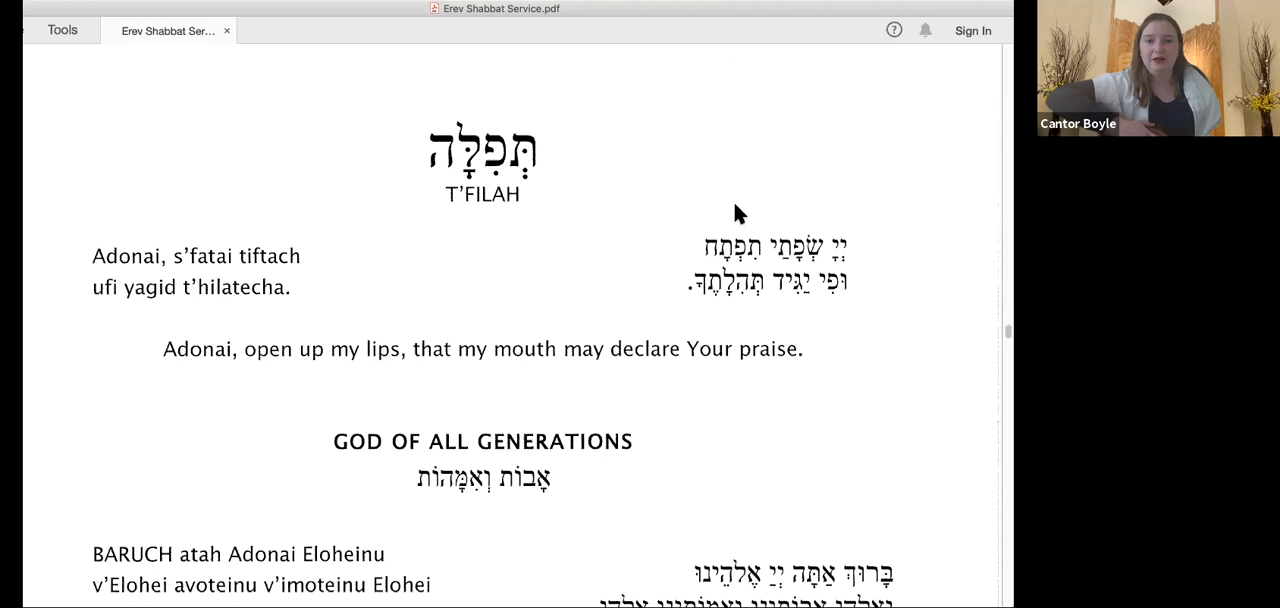 Erev Shabbat Service.pdf
Tools
Erev Shabbat Ser...
Sign In
תְּפִלָּה
T'FILAH
Adonai, s'fatai tiftach
ufi yagid t'hilatecha.
יְיָ שְׂפָתַי תִּפְתָּח
וּפִי יַגִּיד תְּהִלָּתֶךָ.
Adonai, open up my lips, that my mouth may declare Your praise.
GOD OF ALL GENERATIONS
אָבוֹת וְאִמָּהוֹת
BARUCH atah Adonai Eloheinu
v'Elohei avoteinu v'imoteinu Elohei
בָּרוּךְ אַתָּה יְיָ אֱלֹהֵינוּ
Cantor Boyle